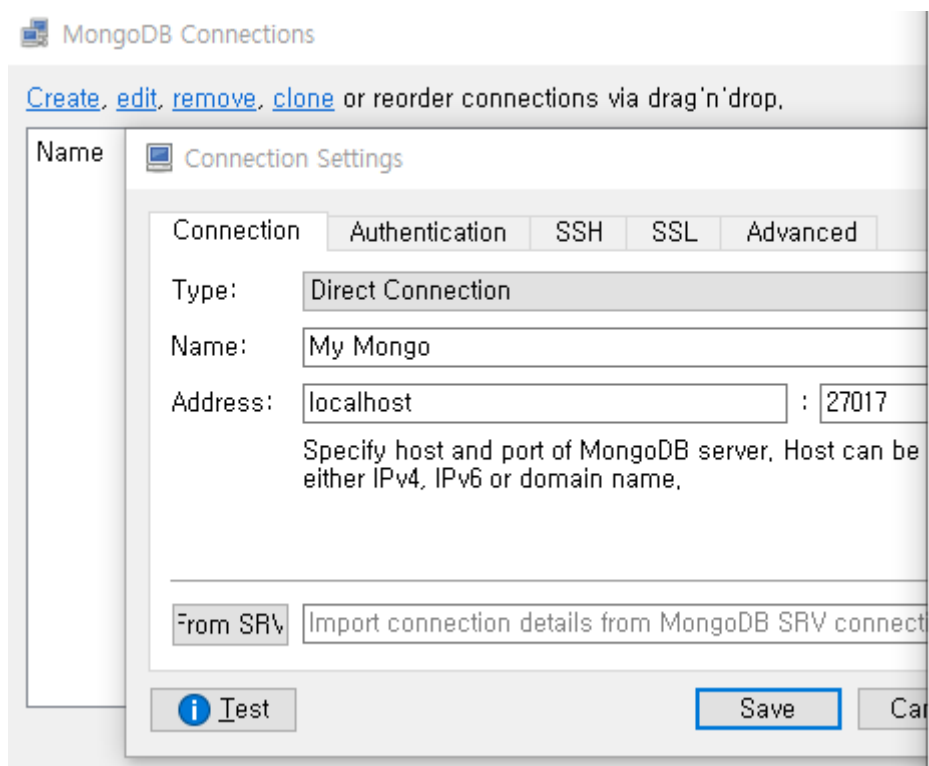 MongoDB Connections
Create, edit, remove, clone or reorder connections via drag'n'drop,
Name
Connection Settings
Connection Authentication SSH SSL Advanced
Type: Direct Connection
Name: My Mongo
Address: localhost : 27017
Specify host and port of MongoDB server, Host can be
either IPv4, IPv6 or domain name,
From SRV Import connection details from MongoDB SRV connecti
Test Save Ca